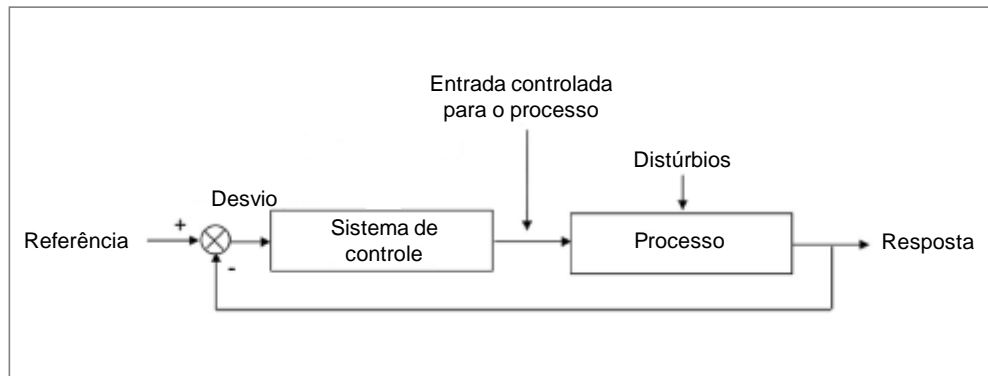 Entrada controlada
para o processo
Distúrbios
Desvio
+
Referência
Sistema de
controle
Processo
Resposta
-